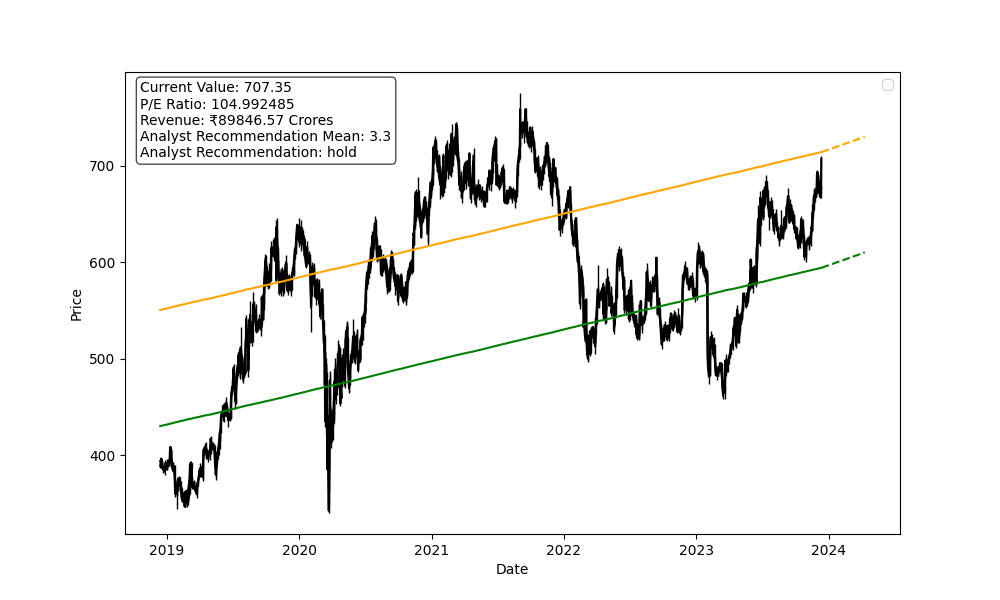 Current Value: 707.35
P/E Ratio: 104.992485
Revenue: ₹89846.57 Crores
Analyst Recommendation Mean: 3.3
Analyst Recommendation: hold
700
600
500
400
Price
2019 2020 2021 2022 2023 2024
Date